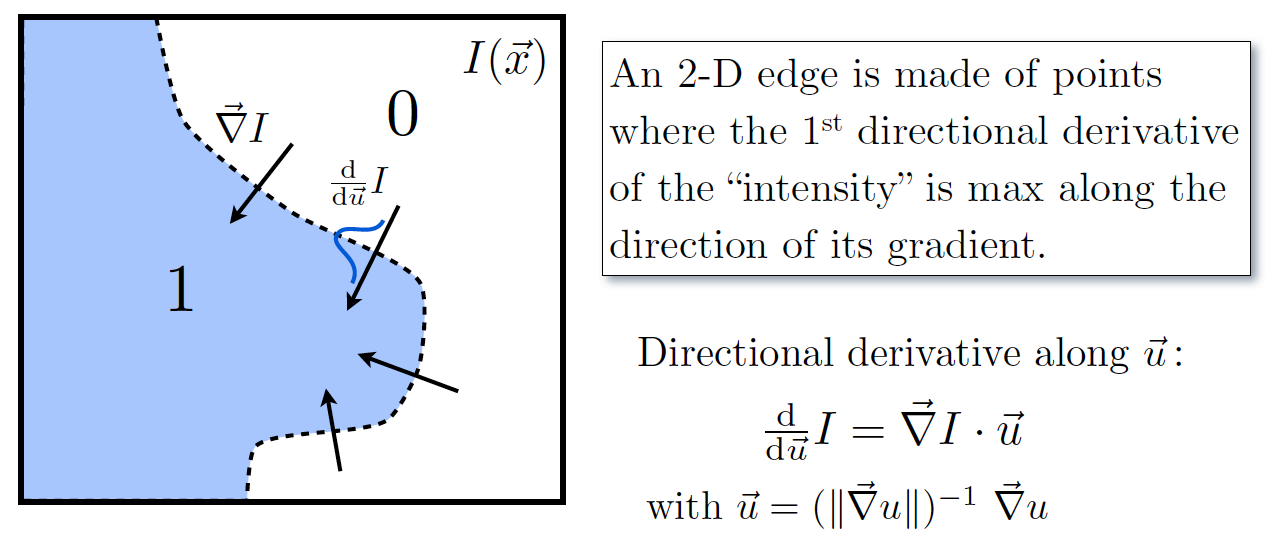 I(x⃗)
0
∇⃗I
d/du⃗ I
1
An 2-D edge is made of points
where the 1st directional derivative
of the “intensity” is max along the
direction of its gradient.
Directional derivative along u⃗:
d/du⃗ I = ∇⃗I · u⃗
with u⃗ = (‖∇⃗u‖)⁻¹ ∇⃗u